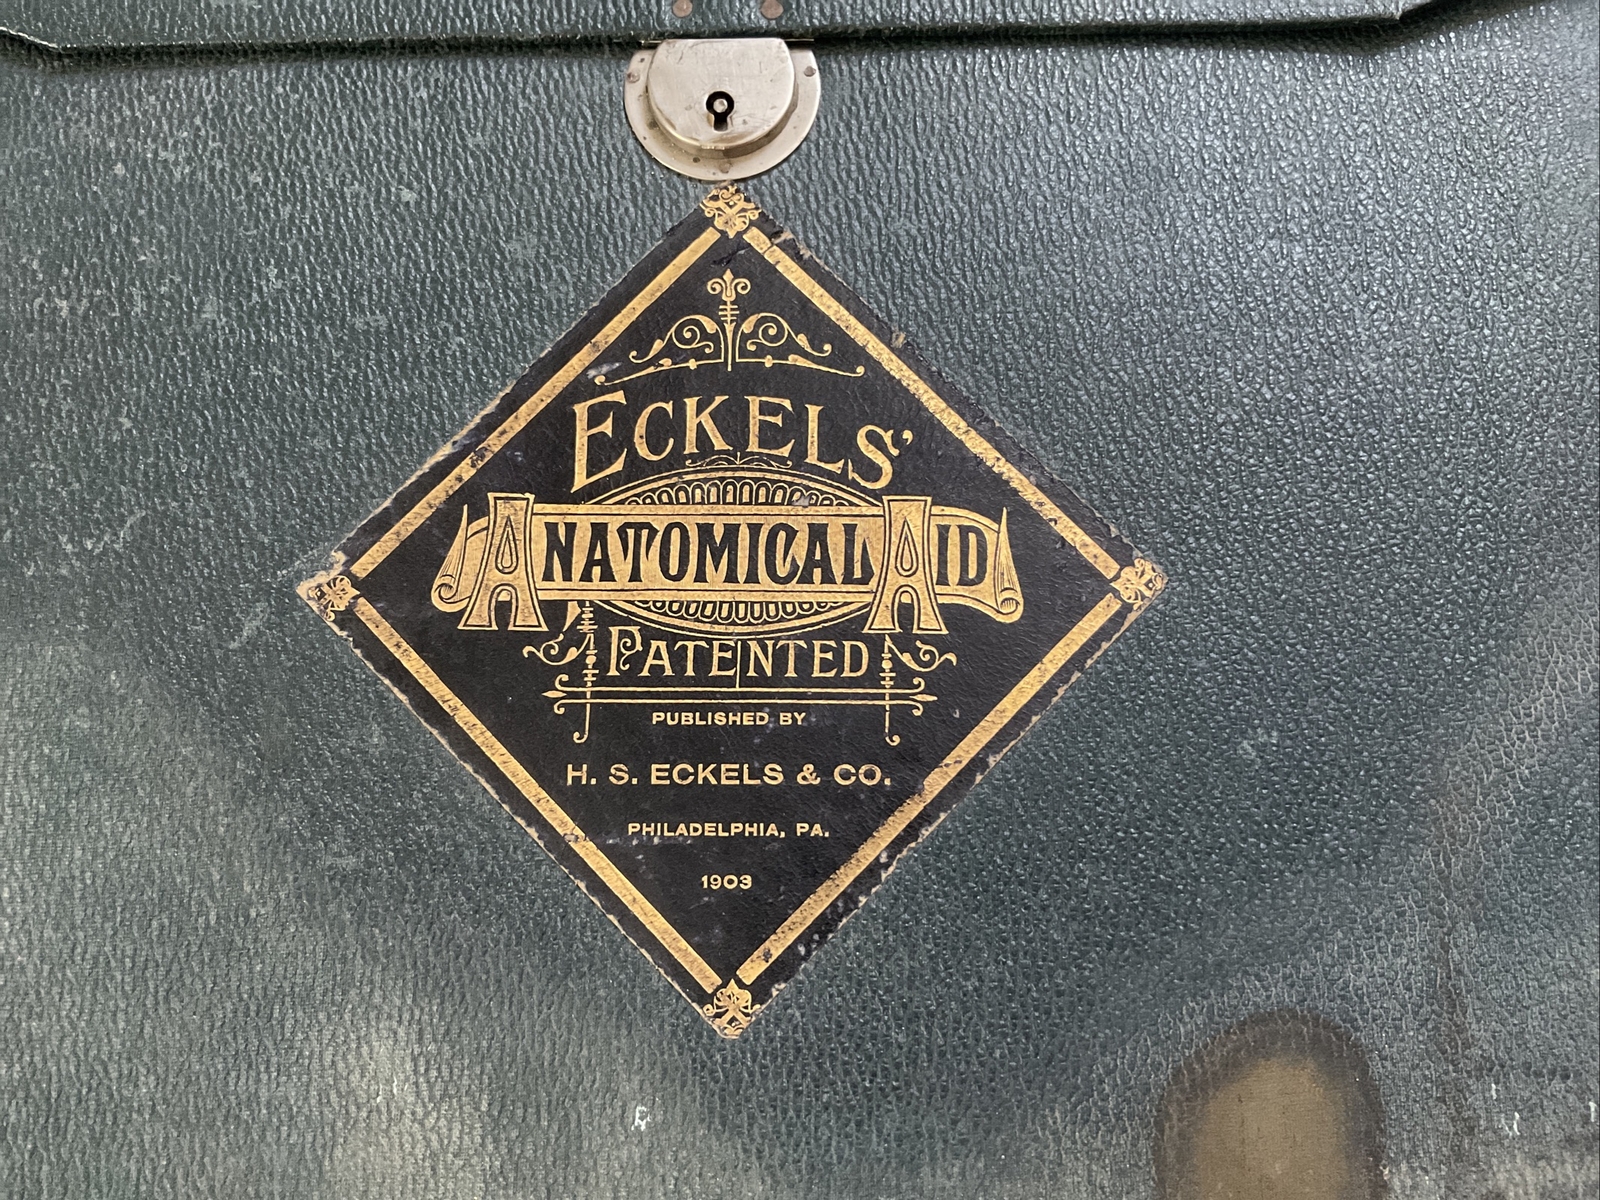 Eckels'
Anatomical Aid
Patented
PUBLISHED BY
H. S. ECKELS & CO.
PHILADELPHIA, PA.
1903